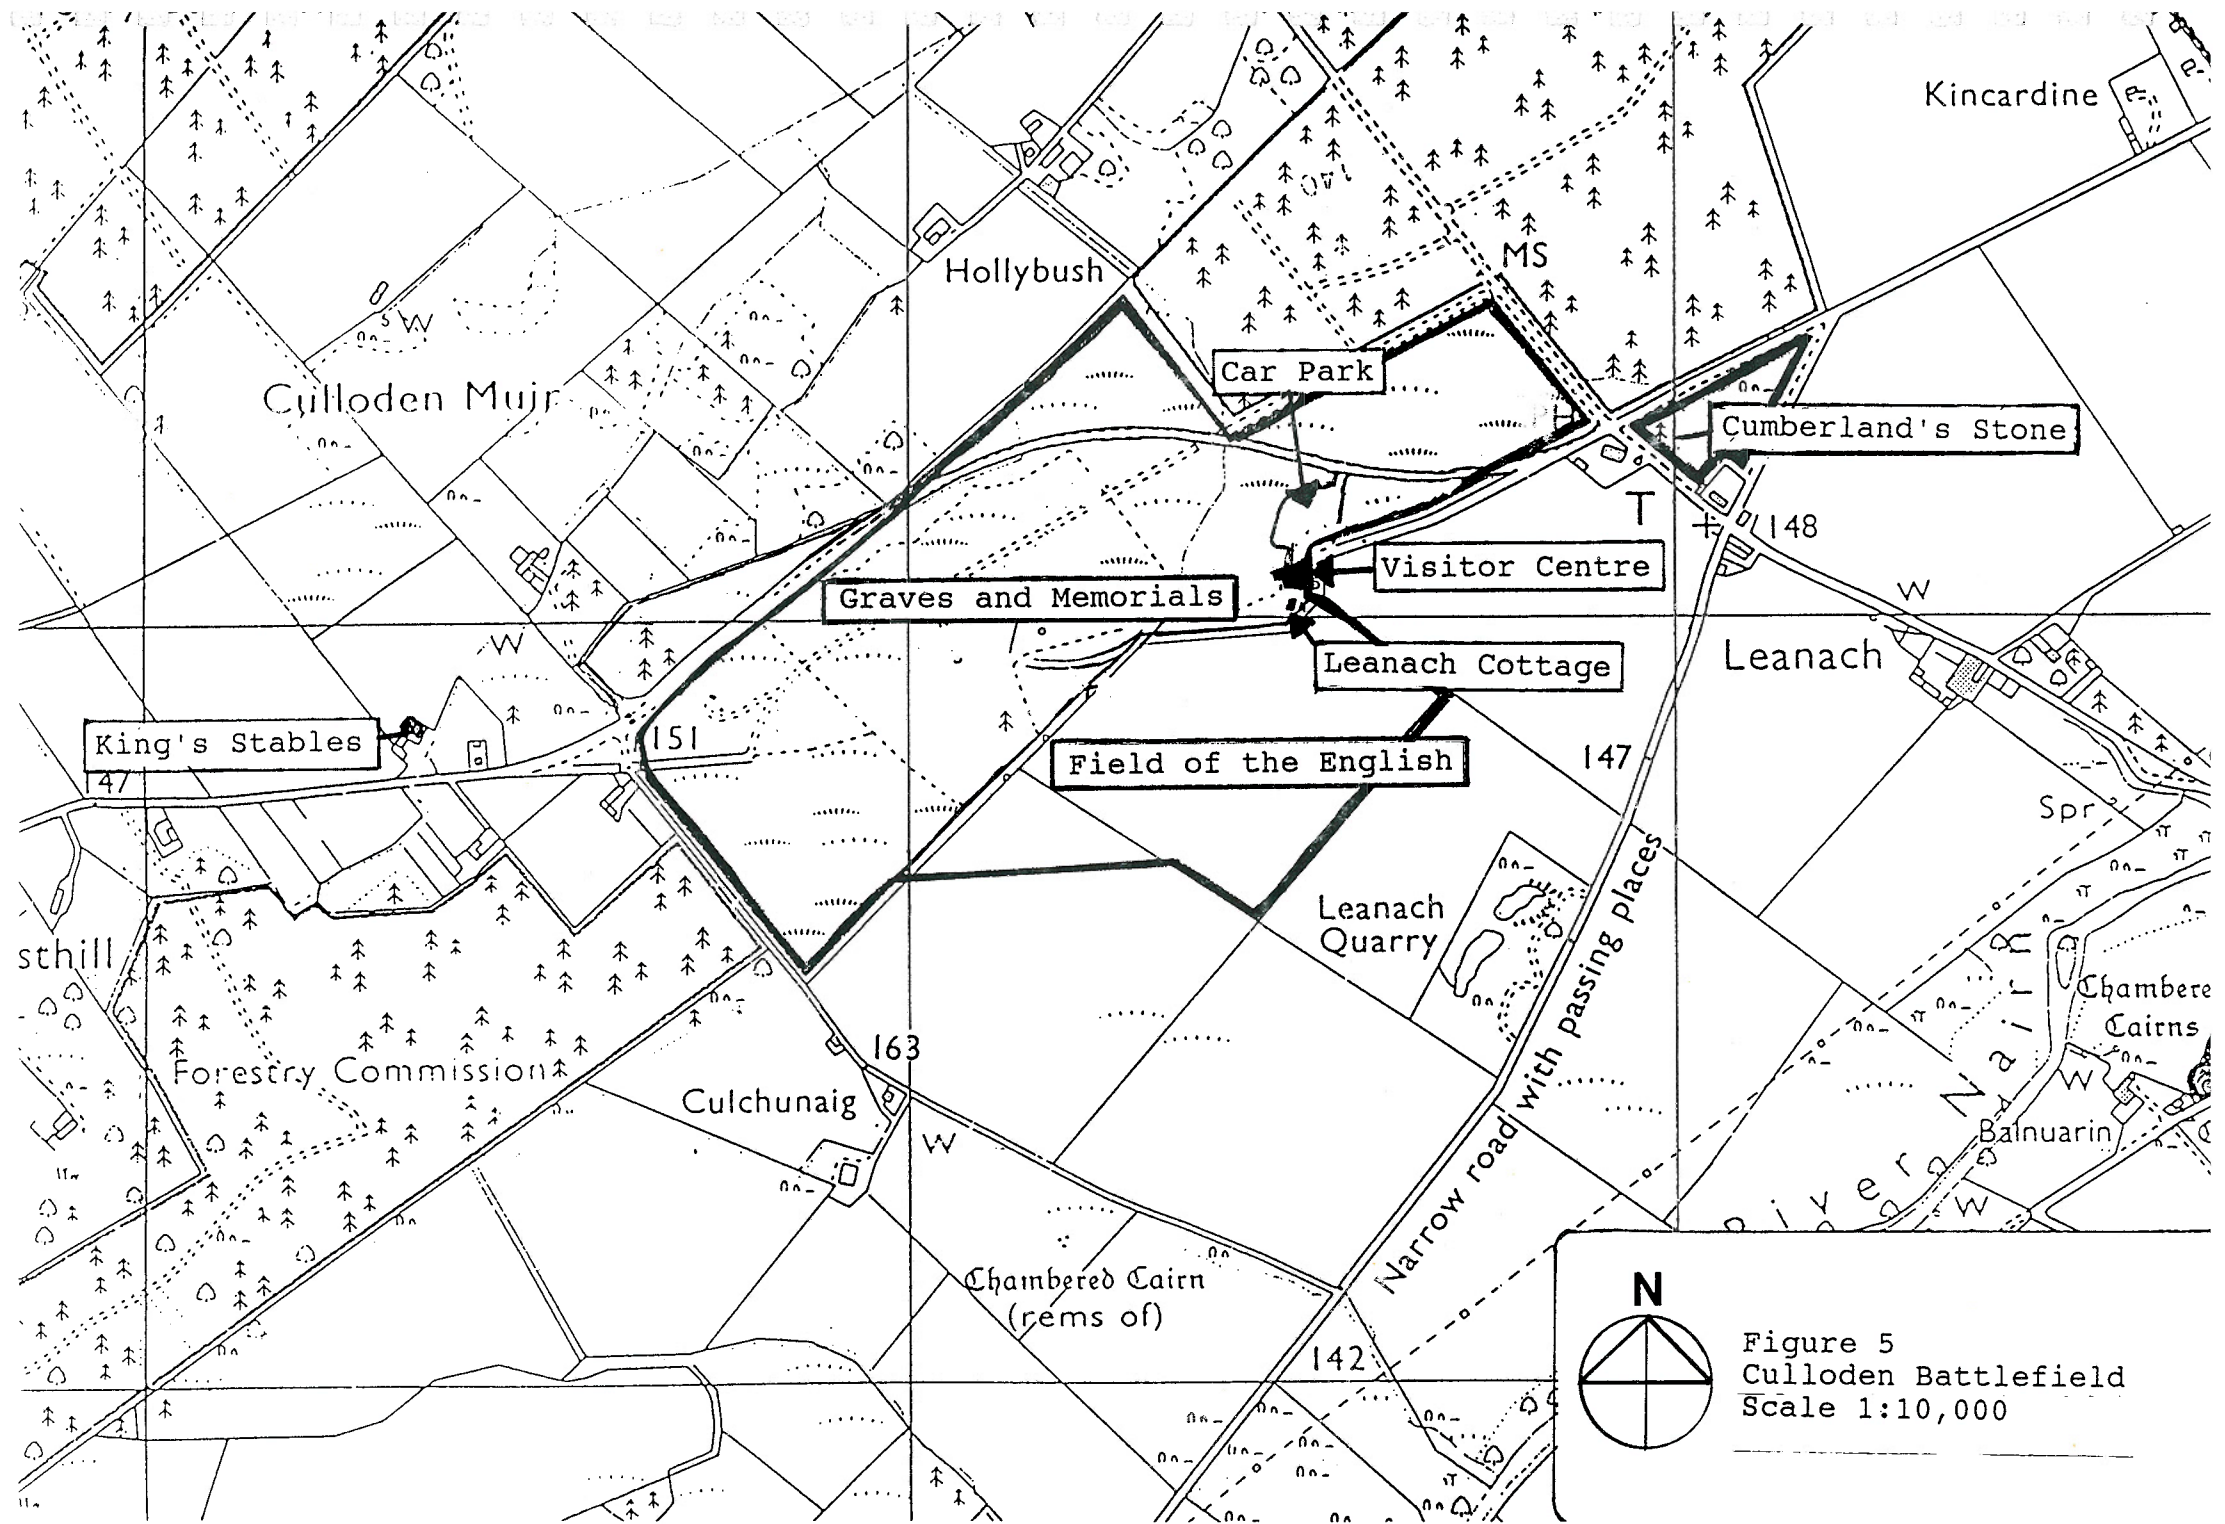 Kincardine
MS
Hollybush
Car Park
W
Culloden Muir
Cumberland's Stone
T
148
Visitor Centre
W
Graves and Memorials
W
Leanach
Leanach Cottage
King's Stables
151
147
Field of the English
147
Spr
Leanach
Quarry
sthill
Narrow road with passing places
Chambere
Cairns
163
Forestry Commission
W
Culchunaig
W
Balnuarin
River Nairn
W
Chambered Cairn
(rems of)
142
N
Figure 5
Culloden Battlefield
Scale 1:10,000